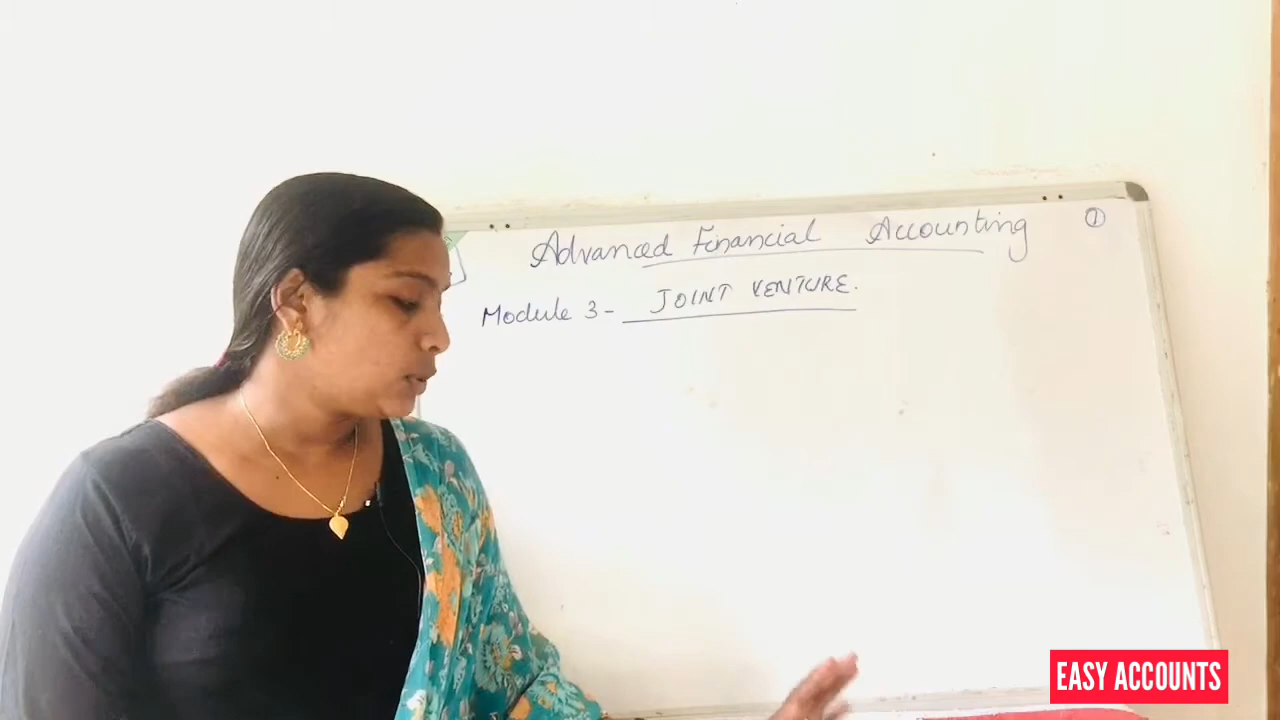 Advanced Financial Accounting ①
Module 3 - JOINT VENTURE.
EASY ACCOUNTS